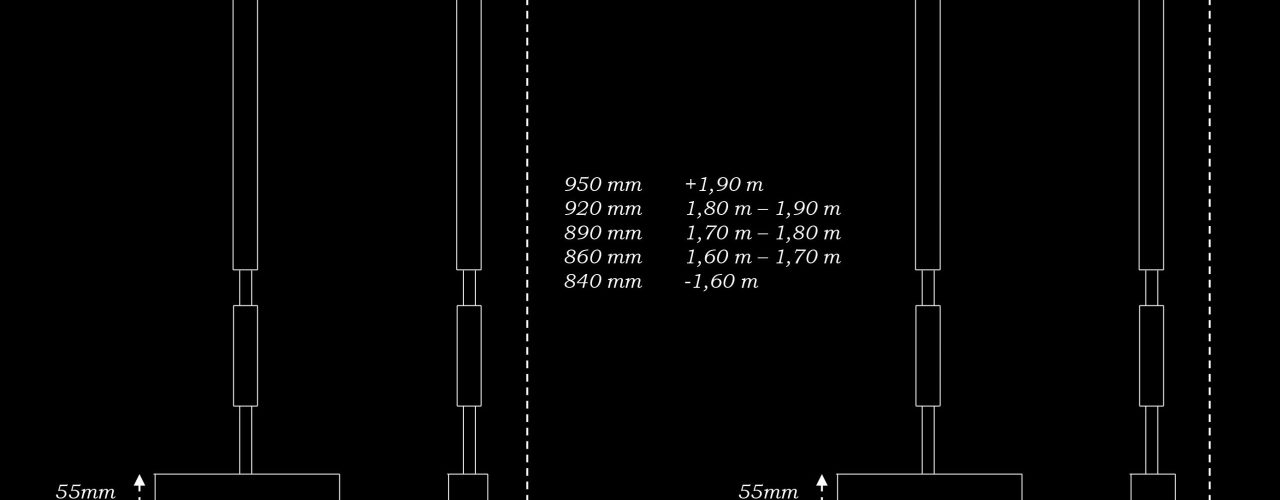 950 mm +1,90 m
920 mm 1,80 m – 1,90 m
890 mm 1,70 m – 1,80 m
860 mm 1,60 m – 1,70 m
840 mm -1,60 m
55mm 55mm